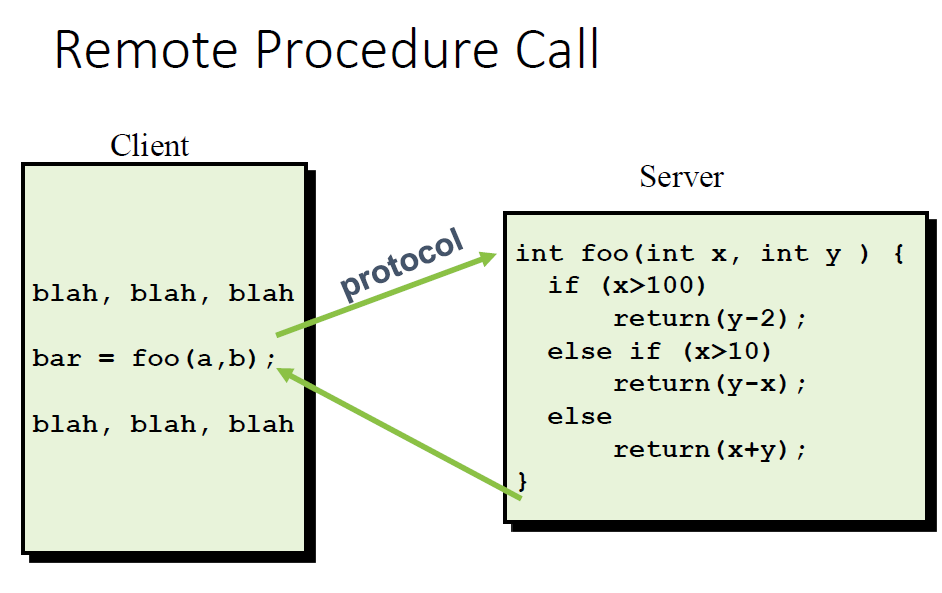 Remote Procedure Call
Client
blah, blah, blah
bar = foo(a,b);
blah, blah, blah
protocol
Server
int foo(int x, int y ) {
if (x>100)
return(y-2);
else if (x>10)
return(y-x);
else
return(x+y);
}